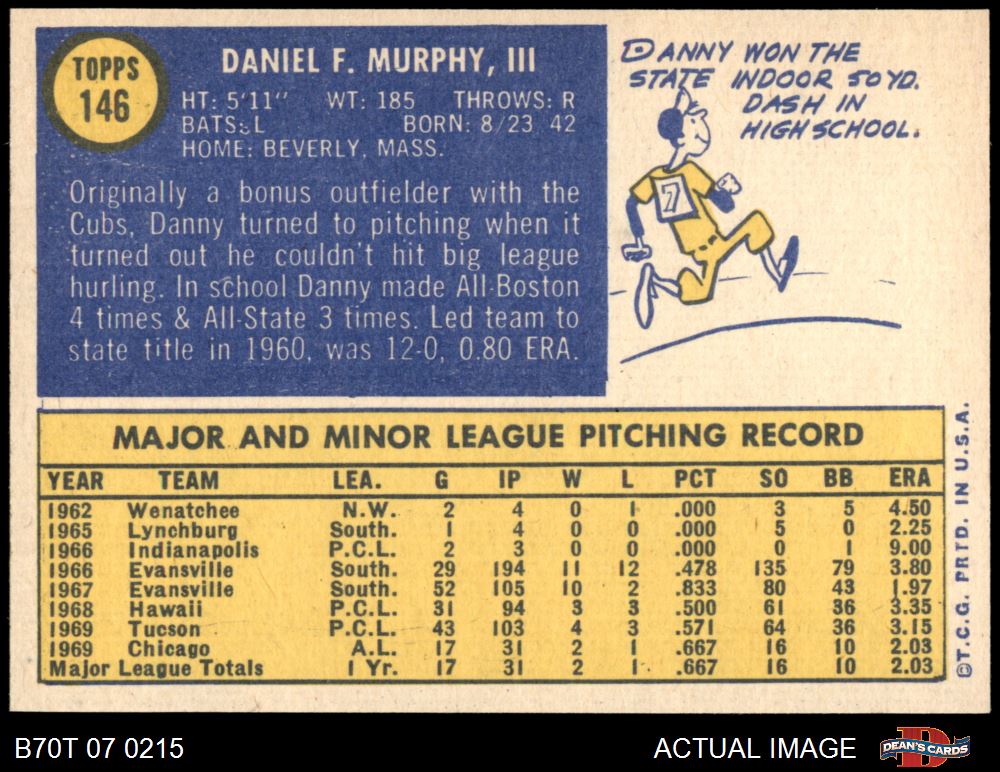 TOPPS
146
DANIEL F. MURPHY, III
HT: 5'11" WT: 185 THROWS: R
BATS: L BORN: 8/23 42
HOME: BEVERLY, MASS.
Originally a bonus outfielder with the
Cubs, Danny turned to pitching when it
turned out he couldn't hit big league
hurling. In school Danny made All-Boston
4 times & All-State 3 times. Led team to
state title in 1960, was 12-0, 0.80 ERA.
DANNY WON THE
STATE INDOOR 50 YD.
DASH IN
HIGH SCHOOL.
7
MAJOR AND MINOR LEAGUE PITCHING RECORD
YEAR TEAM LEA. G IP W L PCT SO BB ERA
1962 Wenatchee N.W. 2 4 0 1 .000 3 5 4.50
1965 Lynchburg South. 1 4 0 0 .000 5 0 2.25
1966 Indianapolis P.C.L. 2 3 0 0 .000 0 1 9.00
1966 Evansville South. 29 194 11 12 .478 135 79 3.80
1967 Evansville South. 52 105 10 2 .833 80 43 1.97
1968 Hawaii P.C.L. 31 94 3 3 .500 61 36 3.35
1969 Tucson P.C.L. 43 103 4 3 .571 64 36 3.15
1969 Chicago A.L. 17 31 2 1 .667 16 10 2.03
Major League Totals 1 Yr. 17 31 2 1 .667 16 10 2.03
©T.C.G. PRTD. IN U.S.A.
B70T 07 0215
ACTUAL IMAGE
DEAN'S CARDS